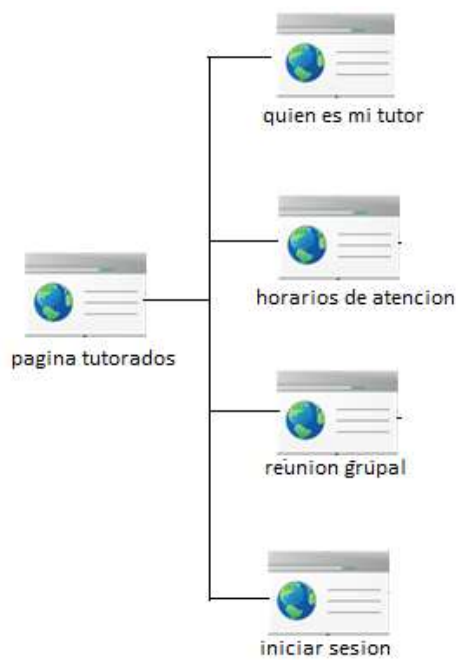 quien es mi tutor
horarios de atencion
pagina tutorados
reunion grupal
iniciar sesion